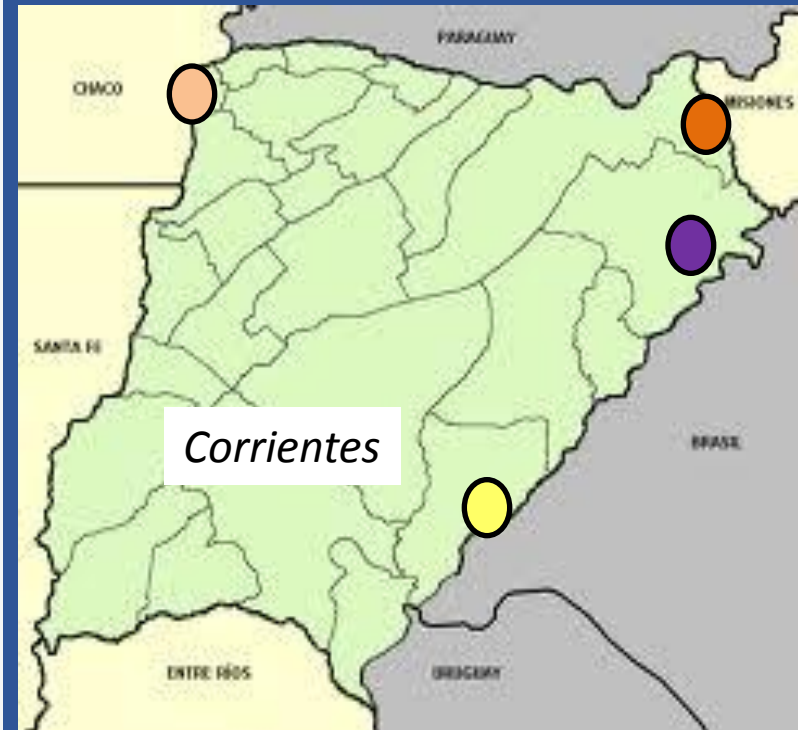 PARAGUAY
CHACO
MISIONES
SANTA FE
Corrientes
BRASIL
ENTRE RÍOS
URUGUAY